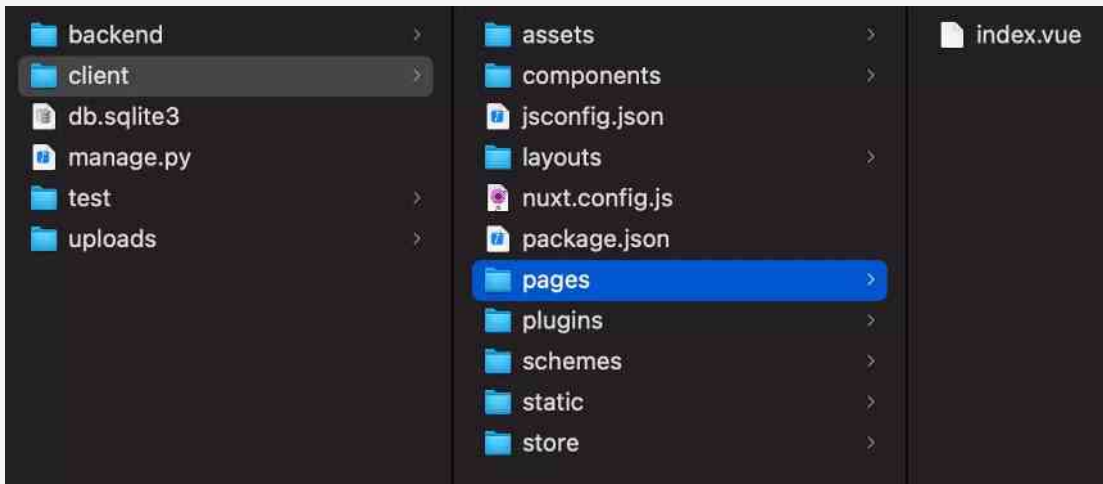 backend
client
db.sqlite3
manage.py
test
uploads
assets
components
jsconfig.json
layouts
nuxt.config.js
package.json
pages
plugins
schemes
static
store
index.vue